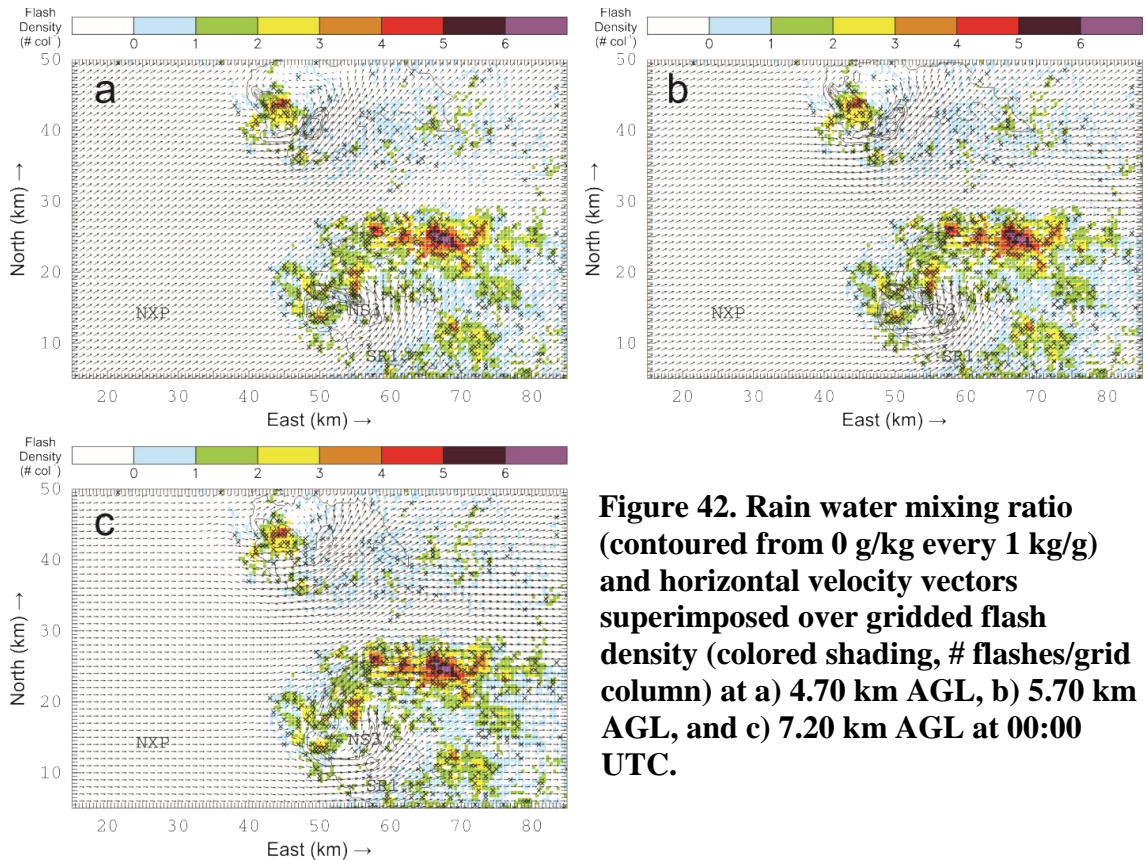 Flash
Density
(# col⁻)
0 1 2 3 4 5 6
50
40
30
20
10
North (km) →
a
NXP
NS3
SR1
20 30 40 50 60 70 80
East (km) →
Flash
Density
(# col⁻)
0 1 2 3 4 5 6
50
40
30
20
10
North (km) →
b
NXP
NS3
SR1
20 30 40 50 60 70 80
East (km) →
Flash
Density
(# col⁻)
0 1 2 3 4 5 6
50
40
30
20
10
North (km) →
c
NXP
NS3
SR1
20 30 40 50 60 70 80
East (km) →
Figure 42. Rain water mixing ratio
(contoured from 0 g/kg every 1 kg/g)
and horizontal velocity vectors
superimposed over gridded flash
density (colored shading, # flashes/grid
column) at a) 4.70 km AGL, b) 5.70 km
AGL, and c) 7.20 km AGL at 00:00
UTC.